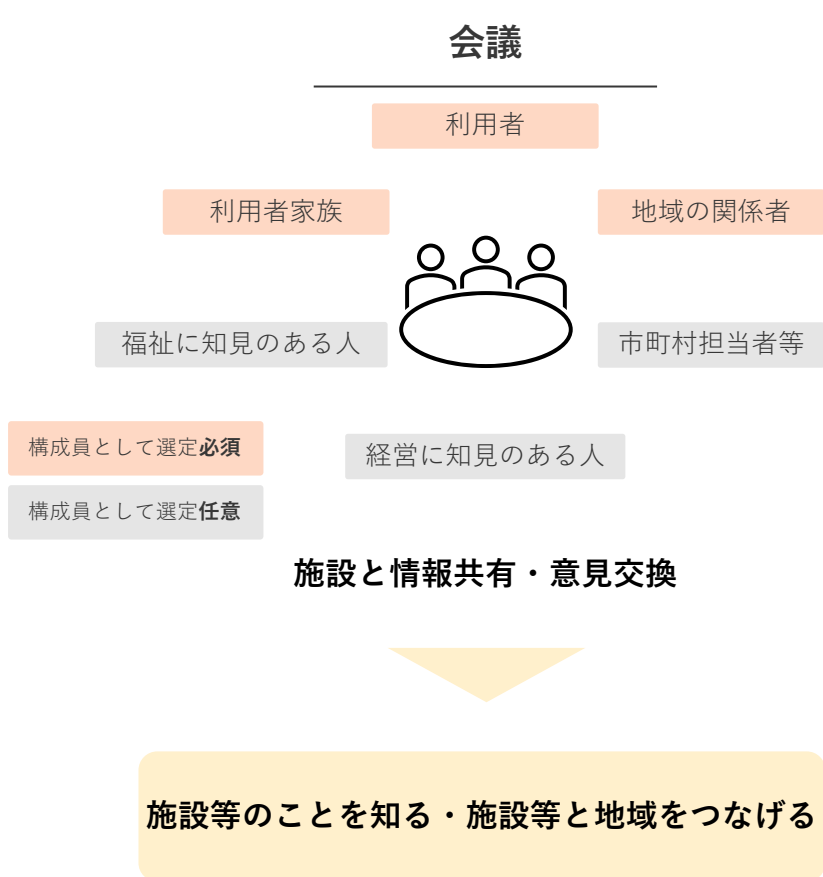 会議
利用者
利用者家族
地域の関係者
福祉に知見のある人
市町村担当者等
経営に知見のある人
構成員として選定必須
構成員として選定任意
施設と情報共有・意見交換
施設等のことを知る・施設等と地域をつなげる